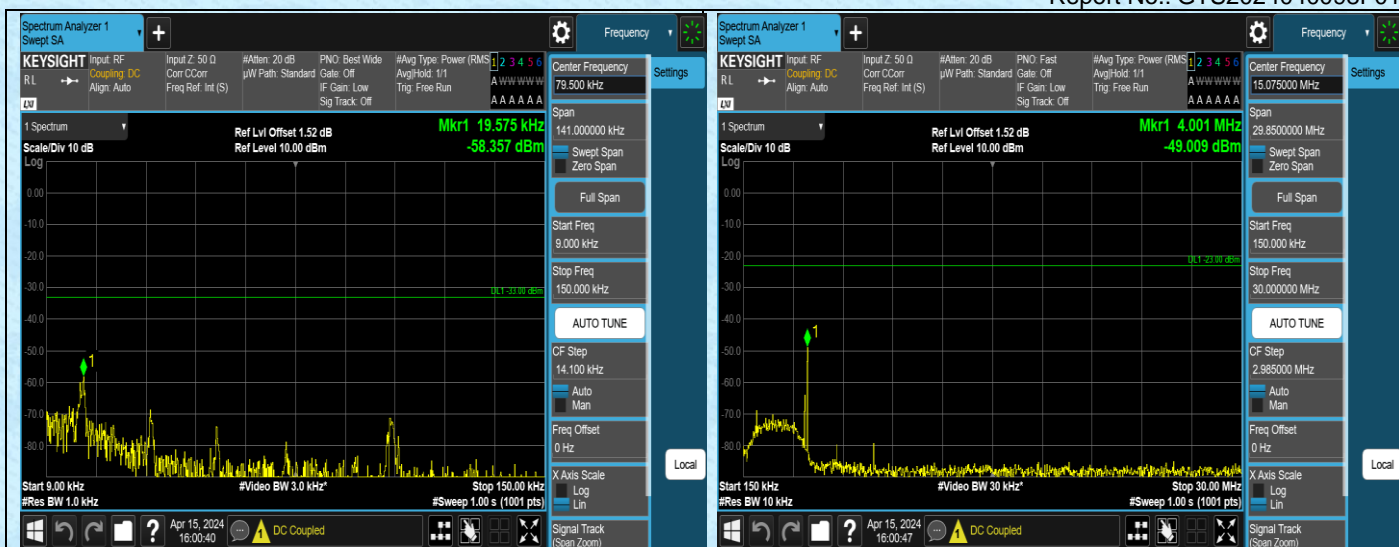 Spectrum Analyzer 1
Swept SA
KEYSIGHT
RL
LXI
Input: RF
Coupling: DC
Align: Auto
Input Z: 50 Ω
Corr CCorr
Freq Ref: Int (S)
#Atten: 20 dB
µW Path: Standard
PNO: Best Wide
Gate: Off
IF Gain: Low
Sig Track: Off
#Avg Type: Power (RMS
Avg|Hold: 1/1
Trig: Free Run
1 2 3 4 5 6
A W W W W W
A A A A A A
1 Spectrum
Scale/Div 10 dB
Log
Ref Lvl Offset 1.52 dB
Ref Level 10.00 dBm
Mkr1 19.575 kHz
-58.357 dBm
0.00
-10.0
-20.0
-30.0
-40.0
-50.0
-60.0
-70.0
-80.0
DL1 -33.00 dBm
1
Start 9.00 kHz
#Res BW 1.0 kHz
#Video BW 3.0 kHz*
Stop 150.00 kHz
#Sweep 1.00 s (1001 pts)
Apr 15, 2024
16:00:40
DC Coupled
Frequency
Settings
Center Frequency
79.500 kHz
Span
141.000000 kHz
Swept Span
Zero Span
Full Span
Start Freq
9.000 kHz
Stop Freq
150.000 kHz
AUTO TUNE
CF Step
14.100 kHz
Auto
Man
Freq Offset
0 Hz
X Axis Scale
Log
Lin
Signal Track
(Span Zoom)
Local
Spectrum Analyzer 1
Swept SA
KEYSIGHT
RL
LXI
Input: RF
Coupling: DC
Align: Auto
Input Z: 50 Ω
Corr CCorr
Freq Ref: Int (S)
#Atten: 20 dB
µW Path: Standard
PNO: Fast
Gate: Off
IF Gain: Low
Sig Track: Off
#Avg Type: Power (RMS
Avg|Hold: 1/1
Trig: Free Run
1 2 3 4 5 6
A W W W W W
A A A A A A
1 Spectrum
Scale/Div 10 dB
Log
Ref Lvl Offset 1.52 dB
Ref Level 10.00 dBm
Mkr1 4.001 MHz
-49.009 dBm
0.00
-10.0
-20.0
-30.0
-40.0
-50.0
-60.0
-70.0
-80.0
DL1 -23.00 dBm
1
Start 150 kHz
#Res BW 10 kHz
#Video BW 30 kHz*
Stop 30.00 MHz
#Sweep 1.00 s (1001 pts)
Apr 15, 2024
16:00:47
DC Coupled
Frequency
Settings
Center Frequency
15.075000 MHz
Span
29.8500000 MHz
Swept Span
Zero Span
Full Span
Start Freq
150.000 kHz
Stop Freq
30.000000 MHz
AUTO TUNE
CF Step
2.985000 MHz
Auto
Man
Freq Offset
0 Hz
X Axis Scale
Log
Lin
Signal Track
(Span Zoom)
Local